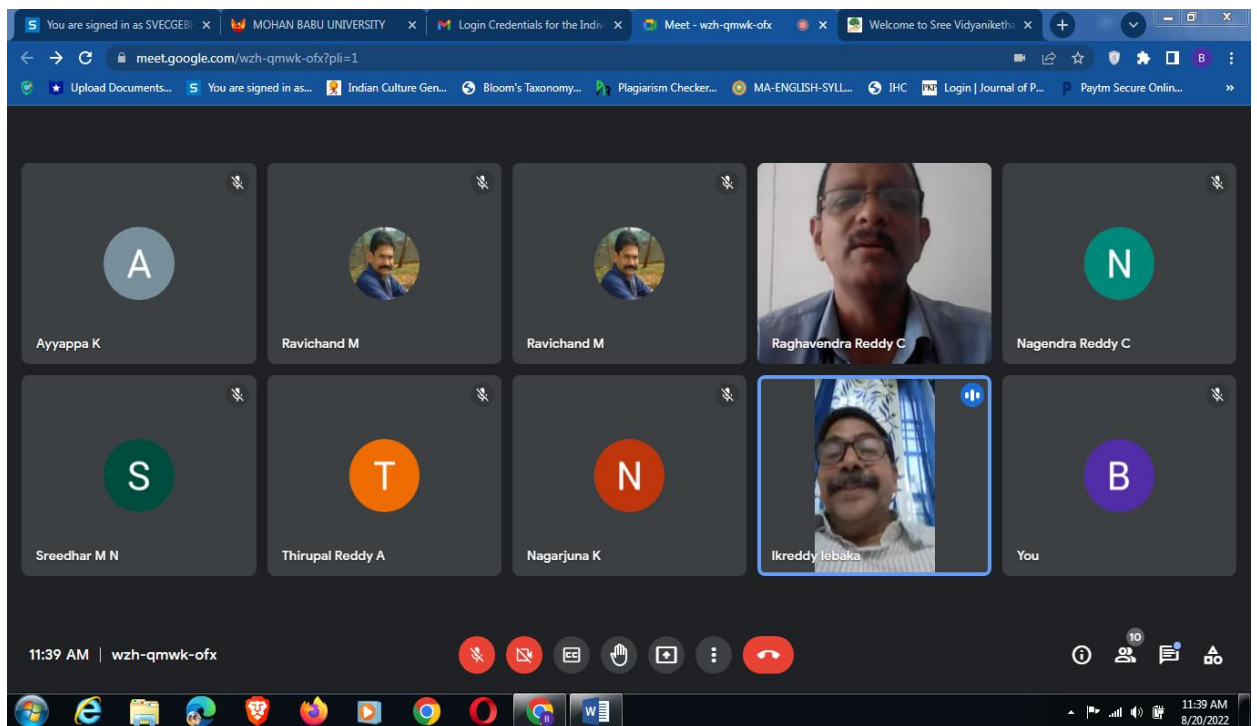 You are signed in as SVECGEB
MOHAN BABU UNIVERSITY
Login Credentials for the Indiv
Meet - wzh-qmwk-ofx
Welcome to Sree Vidyaniketha
meet.google.com/wzh-qmwk-ofx?pli=1
B
Upload Documents...
You are signed in as...
Indian Culture Gen...
Bloom's Taxonomy...
Plagiarism Checker...
MA-ENGLISH-SYLL...
IHC
PKP Login | Journal of P...
Paytm Secure Onlin...
A
Ayyappa K
Ravichand M
Ravichand M
Raghavendra Reddy C
N
Nagendra Reddy C
S
Sreedhar M N
T
Thirupal Reddy A
N
Nagarjuna K
lkreddy lebaka
B
You
11:39 AM | wzh-qmwk-ofx
CC
10
11:39 AM
8/20/2022